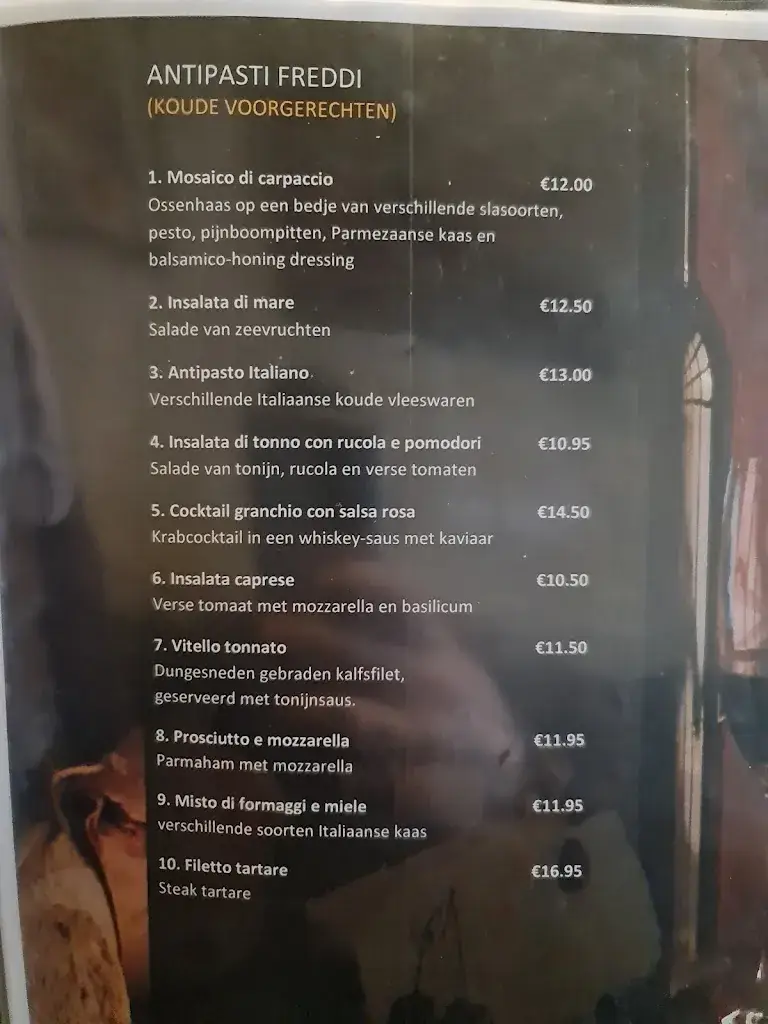 ANTIPASTI FREDDI
(KOUDE VOORGERECHTEN)
1. Mosaico di carpaccio €12.00
Ossenhaas op een bedje van verschillende slasoorten,
pesto, pijnboompitten, Parmezaanse kaas en
balsamico-honing dressing
2. Insalata di mare €12.50
Salade van zeevruchten
3. Antipasto Italiano €13.00
Verschillende Italiaanse koude vleeswaren
4. Insalata di tonno con rucola e pomodori €10.95
Salade van tonijn, rucola en verse tomaten
5. Cocktail granchio con salsa rosa €14.50
Krabcocktail in een whiskey-saus met kaviaar
6. Insalata caprese €10.50
Verse tomaat met mozzarella en basilicum
7. Vitello tonnato €11.50
Dungesneden gebraden kalfsfilet,
geserveerd met tonijnsaus.
8. Prosciutto e mozzarella €11.95
Parmaham met mozzarella
9. Misto di formaggi e miele €11.95
verschillende soorten Italiaanse kaas
10. Filetto tartare €16.95
Steak tartare